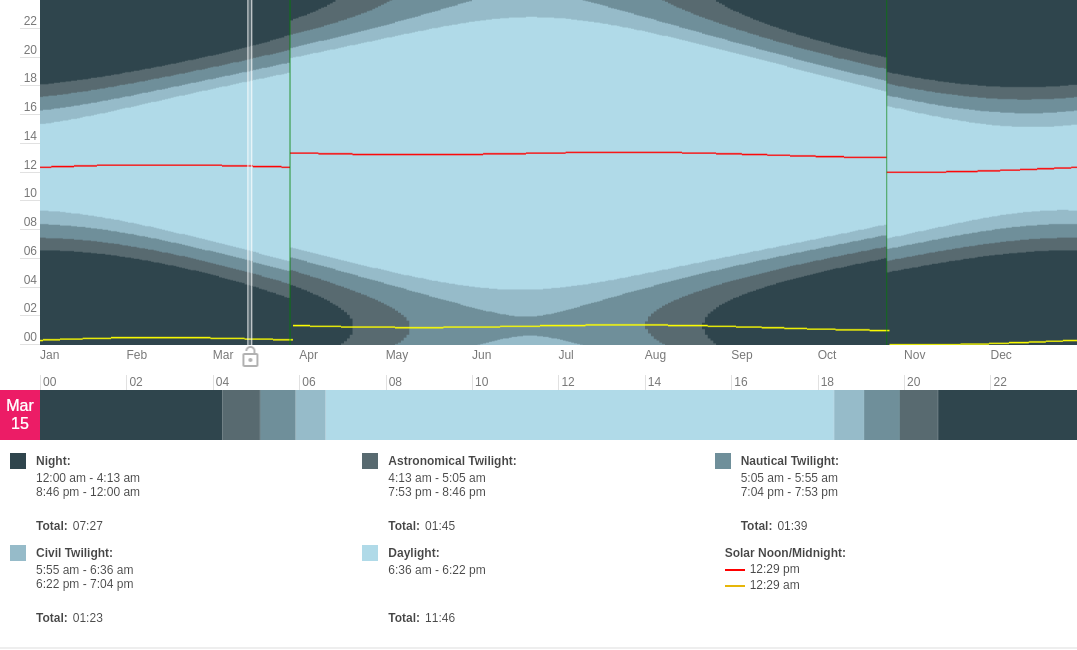 22
20
18
16
14
12
10
08
06
04
02
00
Jan Feb Mar Apr May Jun Jul Aug Sep Oct Nov Dec
00 02 04 06 08 10 12 14 16 18 20 22
Mar
15
Night:
12:00 am - 4:13 am
8:46 pm - 12:00 am
Total: 07:27
Astronomical Twilight:
4:13 am - 5:05 am
7:53 pm - 8:46 pm
Total: 01:45
Nautical Twilight:
5:05 am - 5:55 am
7:04 pm - 7:53 pm
Total: 01:39
Civil Twilight:
5:55 am - 6:36 am
6:22 pm - 7:04 pm
Total: 01:23
Daylight:
6:36 am - 6:22 pm
Total: 11:46
Solar Noon/Midnight:
12:29 pm
12:29 am